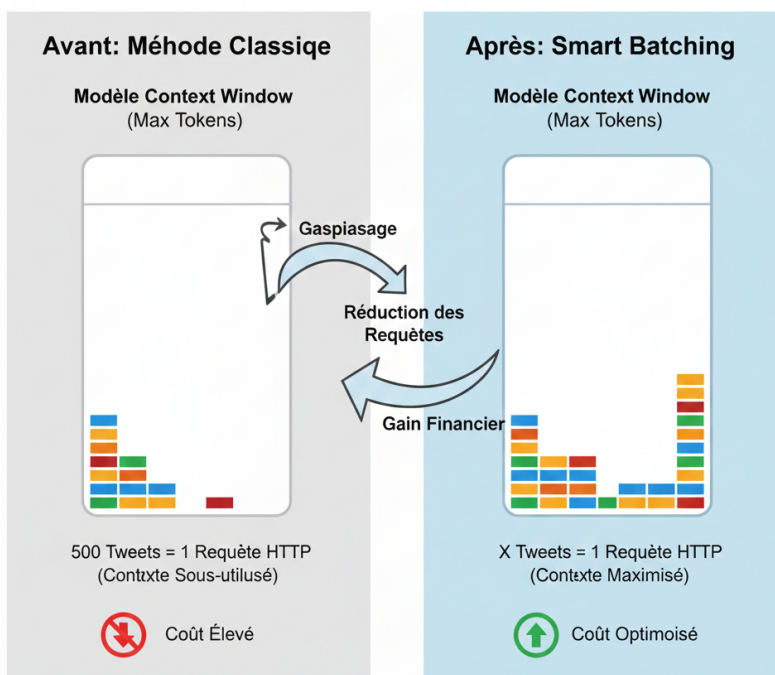 Avant: Méhode Classiqe
Modèle Context Window
(Max Tokens)
500 Tweets = 1 Requète HTTP
(Contxte Sous-utilusé)
Coût Élevé
Gaspiasage
Réduction des
Requètes
Gain Financier
Après: Smart Batching
Modèle Context Window
(Max Tokens)
X Tweets = 1 Requète HTTP
(Contxte Maximisé)
Coût Optimoisé